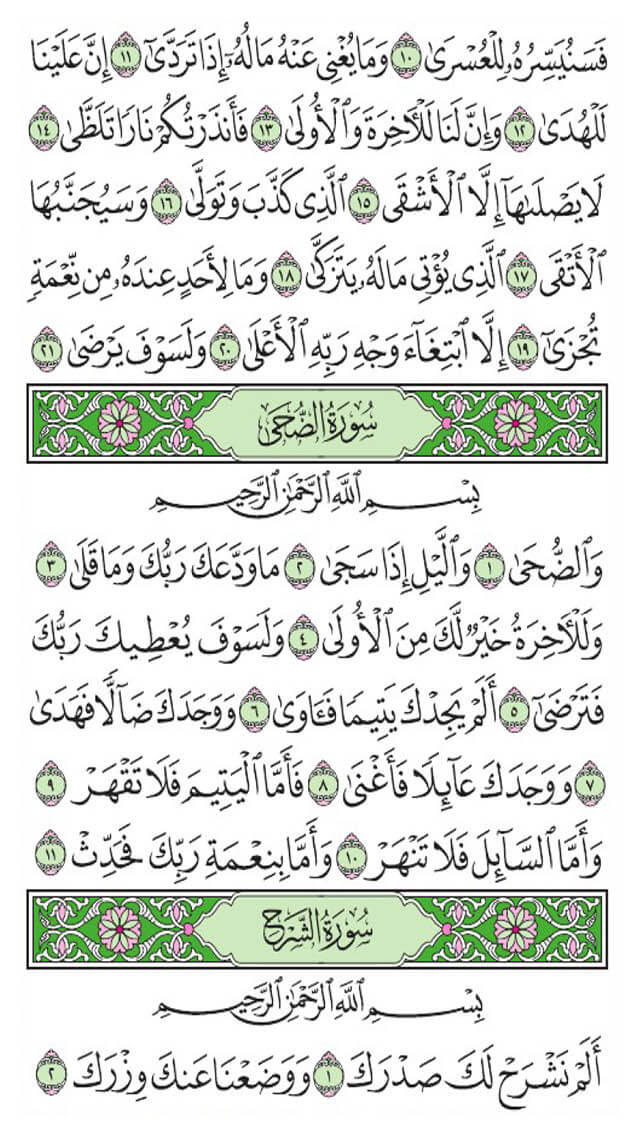 فَسَنُيَسِّرُهُۥ لِلْعُسْرَىٰ ١٠ وَمَا يُغْنِى عَنْهُ مَالُهُۥٓ إِذَا تَرَدَّىٰٓ ١١ إِنَّ عَلَيْنَا
لَلْهُدَىٰ ١٢ وَإِنَّ لَنَا لَلْـَٔاخِرَةَ وَٱلْأُولَىٰ ١٣ فَأَنذَرْتُكُمْ نَارًا تَلَظَّىٰ ١٤
لَا يَصْلَىٰهَآ إِلَّا ٱلْأَشْقَى ١٥ ٱلَّذِى كَذَّبَ وَتَوَلَّىٰ ١٦ وَسَيُجَنَّبُهَا
ٱلْأَتْقَى ١٧ ٱلَّذِى يُؤْتِى مَالَهُۥ يَتَزَكَّىٰ ١٨ وَمَا لِأَحَدٍ عِندَهُۥ مِن نِّعْمَةٍ
تُجْزَىٰٓ ١٩ إِلَّا ٱبْتِغَآءَ وَجْهِ رَبِّهِ ٱلْأَعْلَىٰ ٢٠ وَلَسَوْفَ يَرْضَىٰ ٢١
سُورَةُ الضُّحَىٰ
بِسْمِ ٱللَّهِ ٱلرَّحْمَٰنِ ٱلرَّحِيمِ
وَٱلضُّحَىٰ ١ وَٱلَّيْلِ إِذَا سَجَىٰ ٢ مَا وَدَّعَكَ رَبُّكَ وَمَا قَلَىٰ ٣
وَلَلْـَٔاخِرَةُ خَيْرٌ لَّكَ مِنَ ٱلْأُولَىٰ ٤ وَلَسَوْفَ يُعْطِيكَ رَبُّكَ
فَتَرْضَىٰٓ ٥ أَلَمْ يَجِدْكَ يَتِيمًا فَـَٔاوَىٰ ٦ وَوَجَدَكَ ضَآلًّا فَهَدَىٰ
٧ وَوَجَدَكَ عَآئِلًا فَأَغْنَىٰ ٨ فَأَمَّا ٱلْيَتِيمَ فَلَا تَقْهَرْ ٩
وَأَمَّا ٱلسَّآئِلَ فَلَا تَنْهَرْ ١٠ وَأَمَّا بِنِعْمَةِ رَبِّكَ فَحَدِّثْ ١١
سُورَةُ الشَّرْحِ
بِسْمِ ٱللَّهِ ٱلرَّحْمَٰنِ ٱلرَّحِيمِ
أَلَمْ نَشْرَحْ لَكَ صَدْرَكَ ١ وَوَضَعْنَا عَنكَ وِزْرَكَ ٢